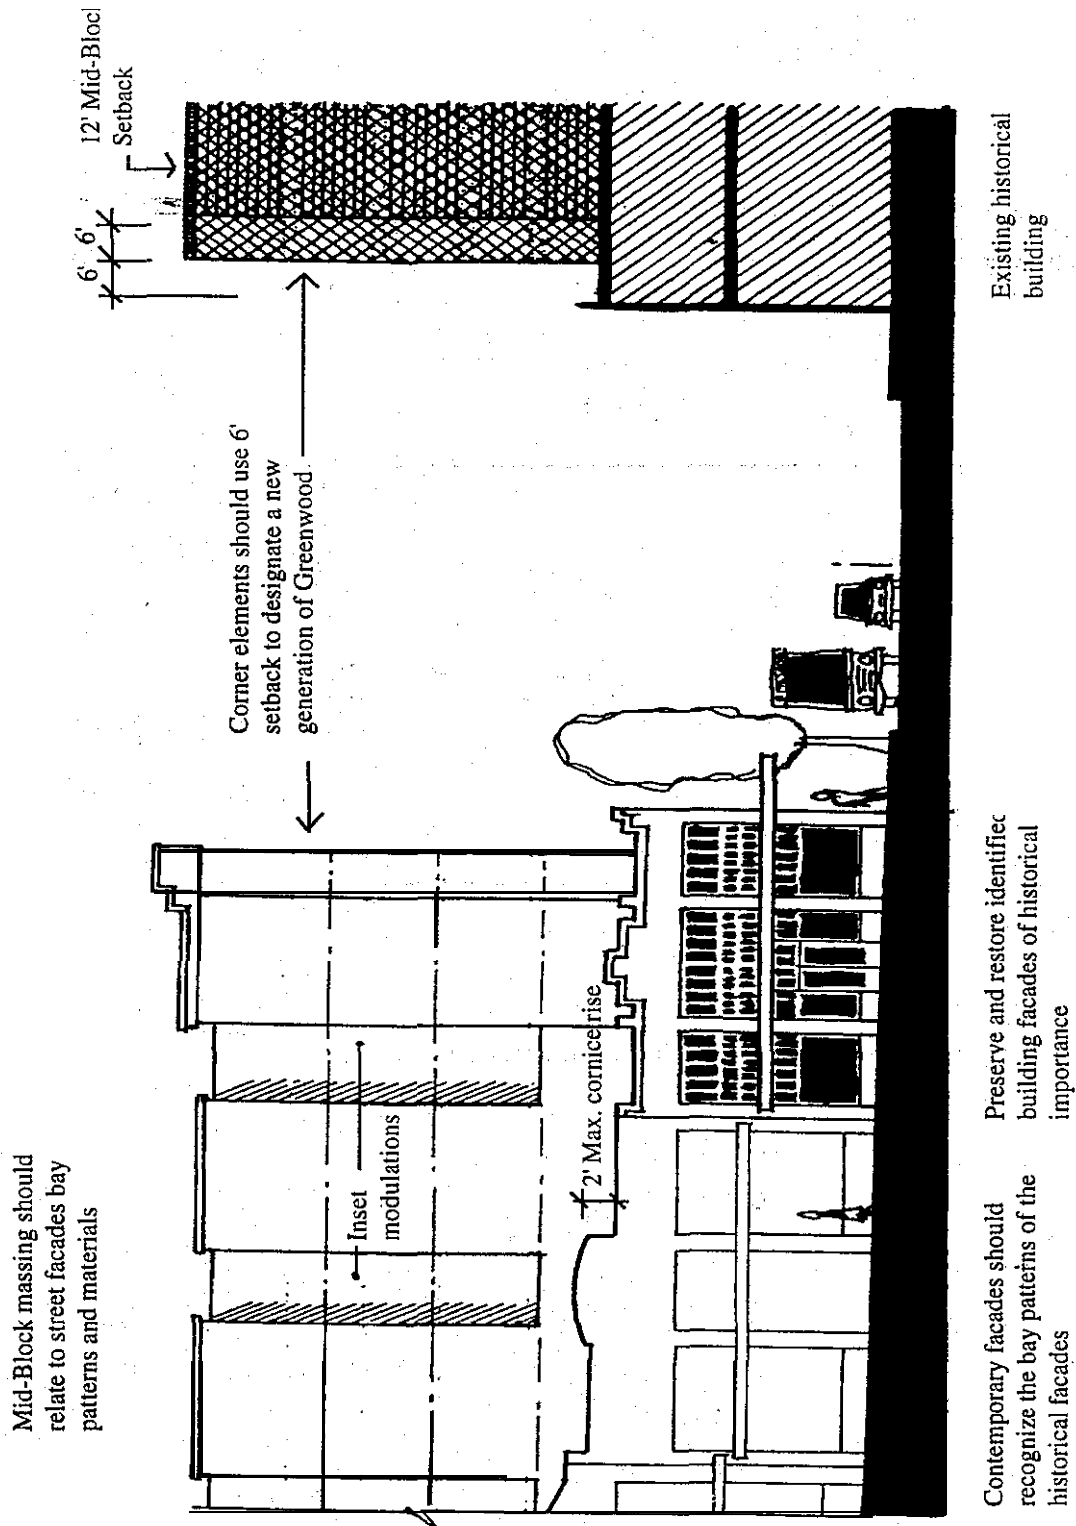 Mid-Block massing should
relate to street facades bay
patterns and materials
Corner elements should use 6'
setback to designate a new
generation of Greenwood
6' 6'
12' Mid-Bloc
Setback
Inset
modulations
2' Max. cornice rise
Contemporary facades should
recognize the bay patterns of the
historical facades
Preserve and restore identified
building facades of historical
importance
Existing historical
building